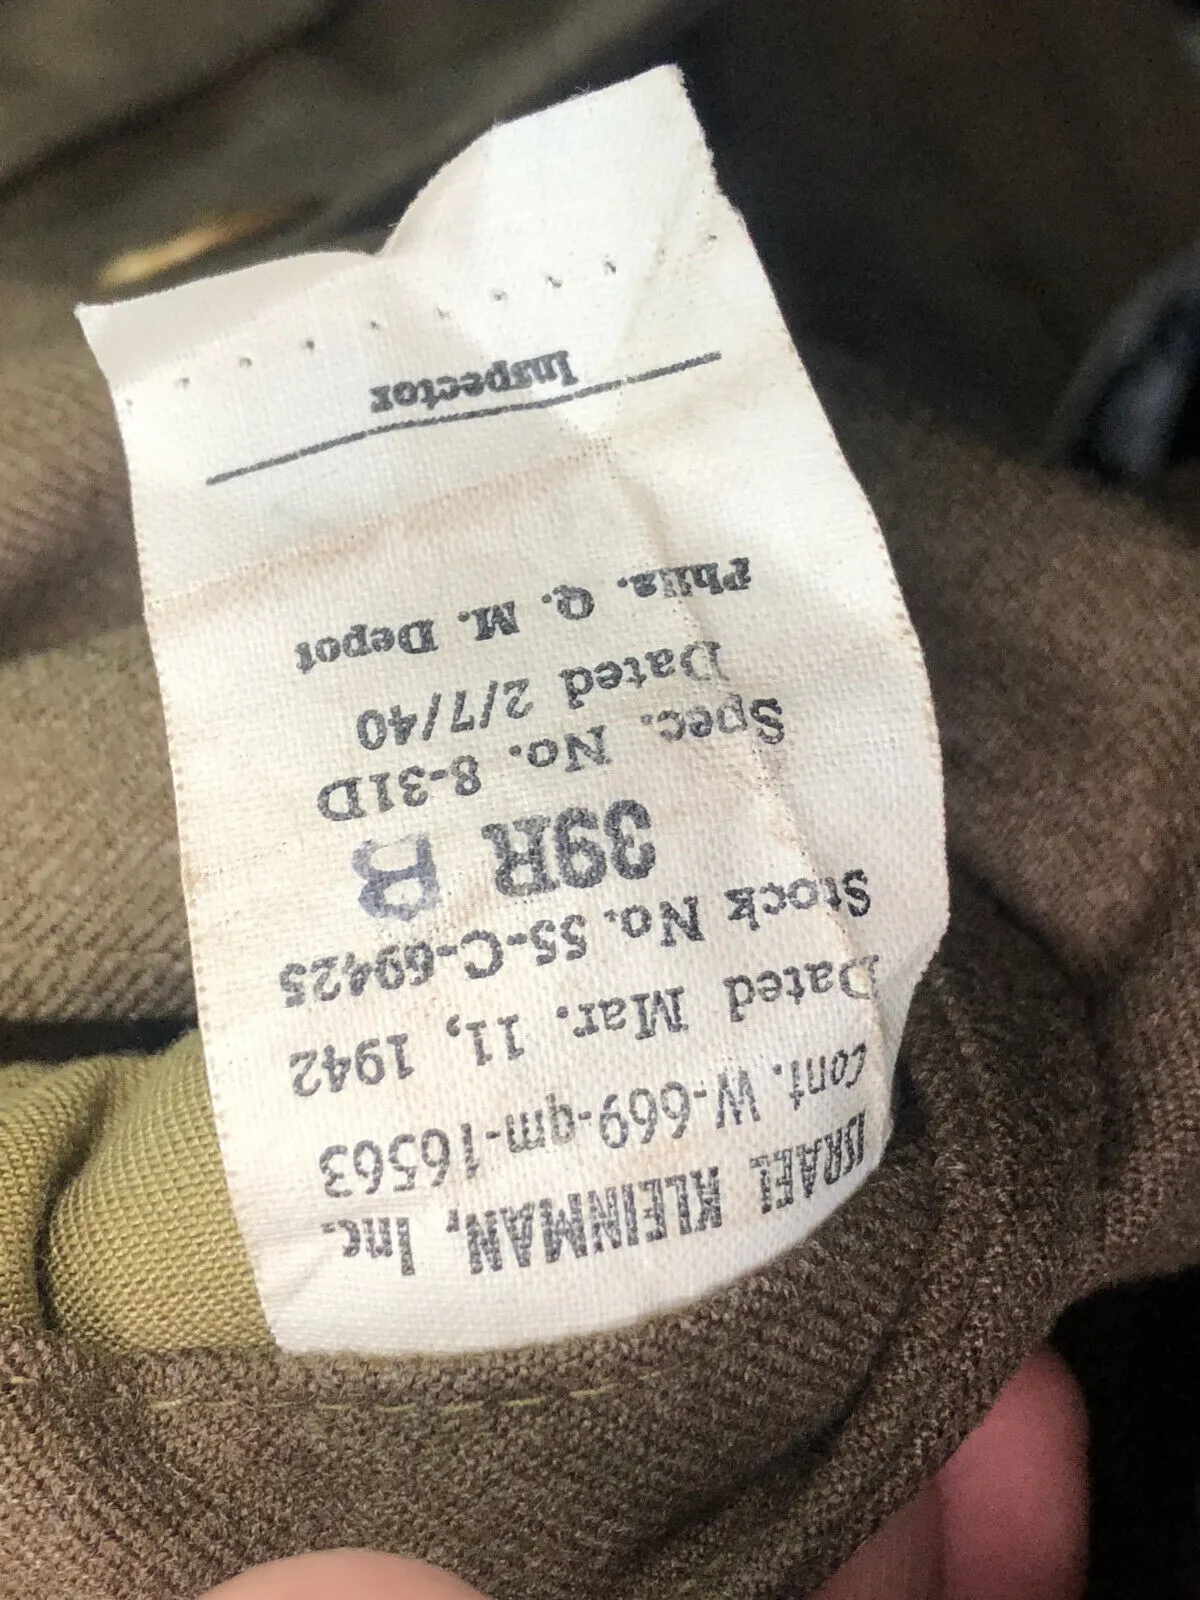 ISRAEL KLEINMAN, Inc.
cont. W-669-qm-16563
Dated Mar. 11, 1942
Stock No. 55-C-69425
39R B
Spec. No. 8-31D
Dated 2/7/40
Phila. Q. M. Depot
Inspector